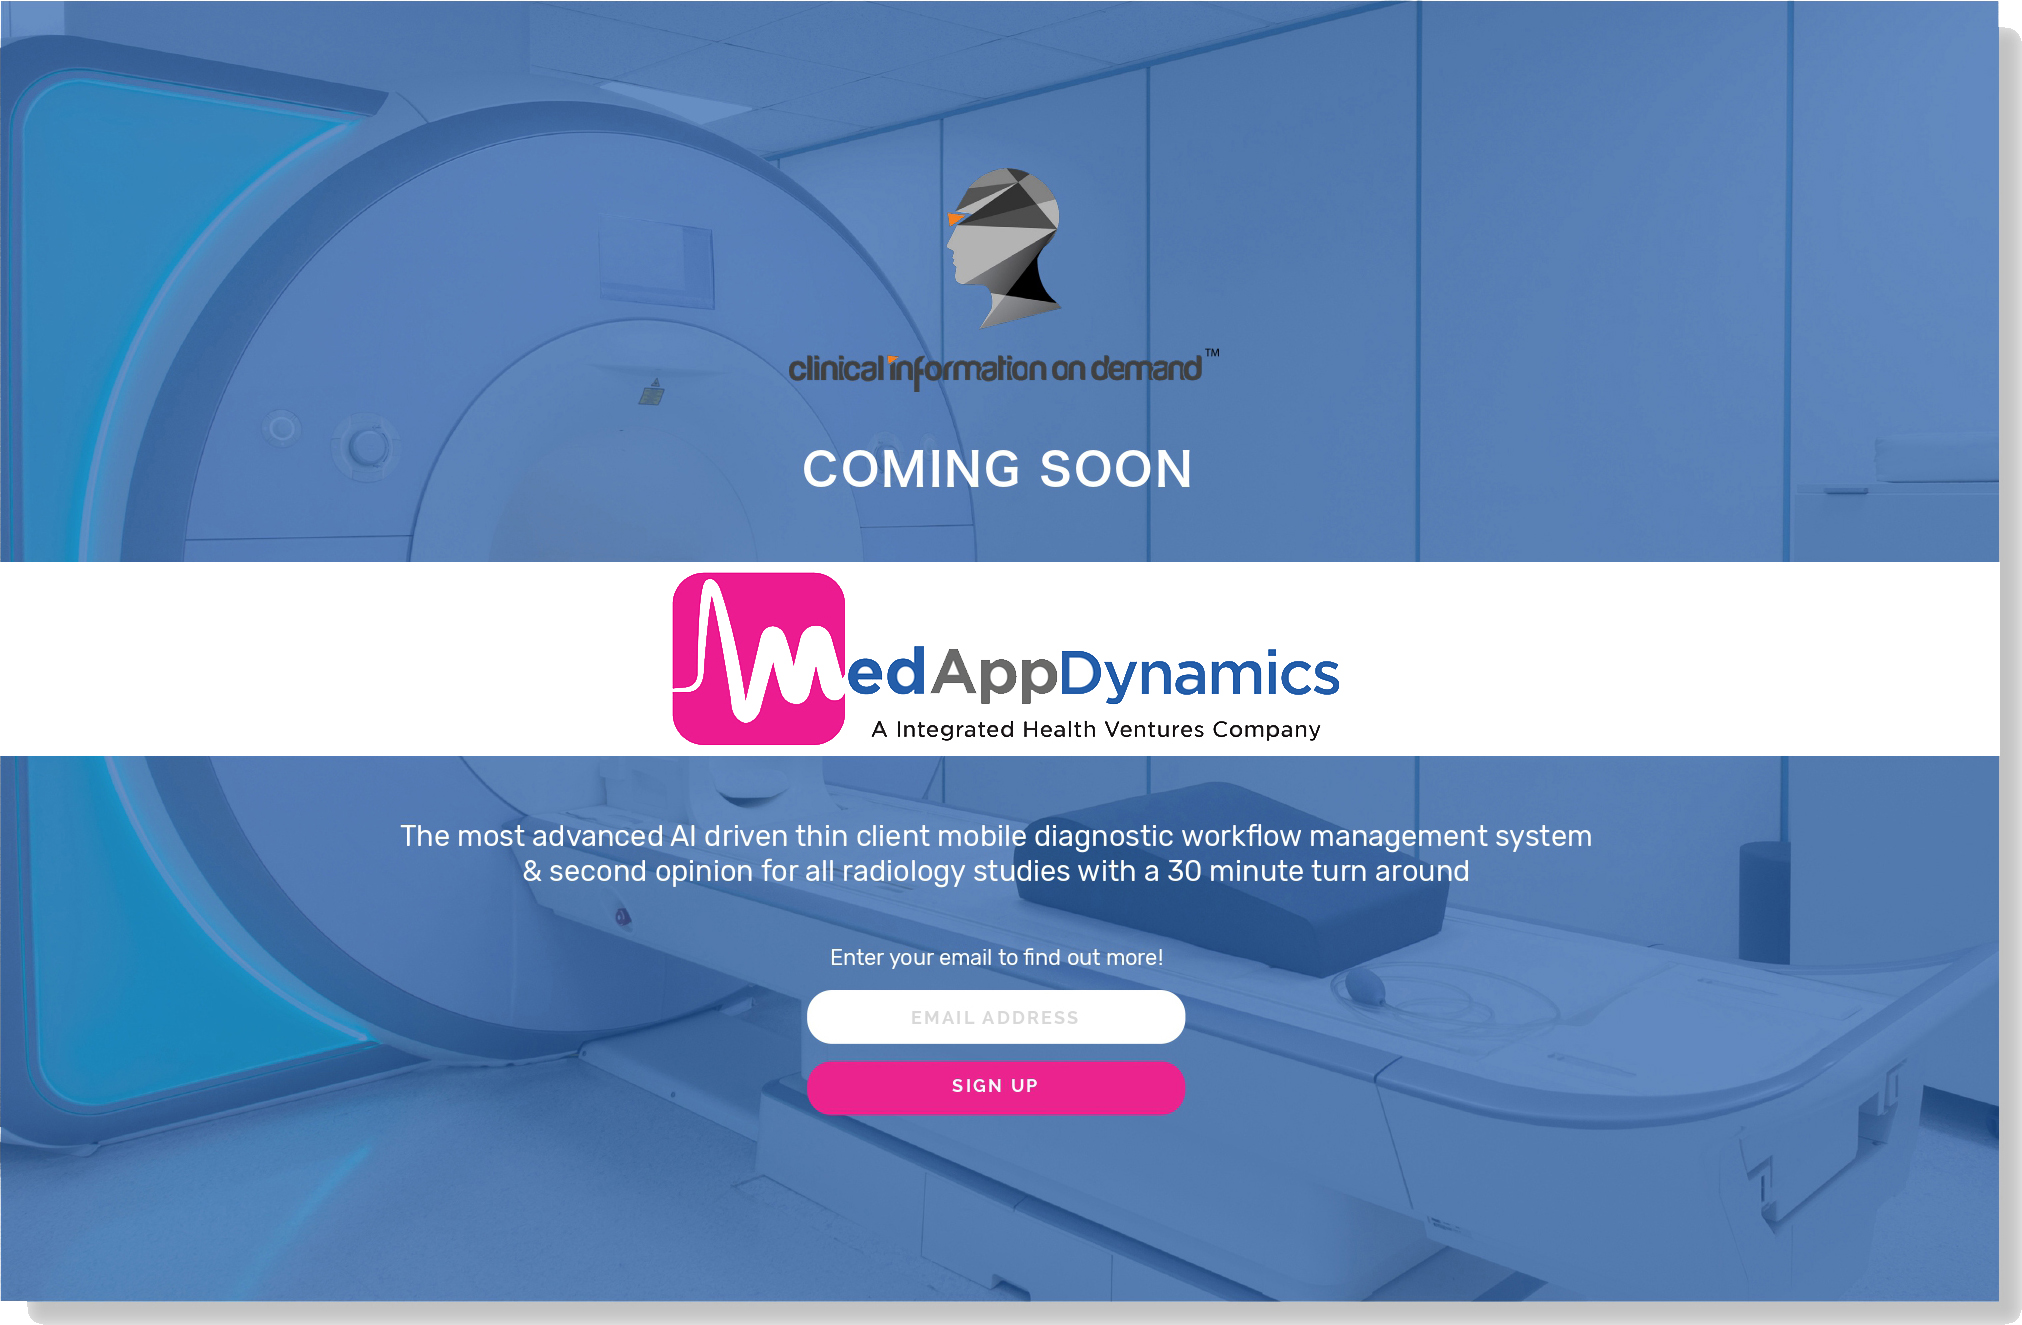 clinical information on demand™
COMING SOON
MedAppDynamics
A Integrated Health Ventures Company
The most advanced AI driven thin client mobile diagnostic workflow management system
& second opinion for all radiology studies with a 30 minute turn around
Enter your email to find out more!
EMAIL ADDRESS
SIGN UP